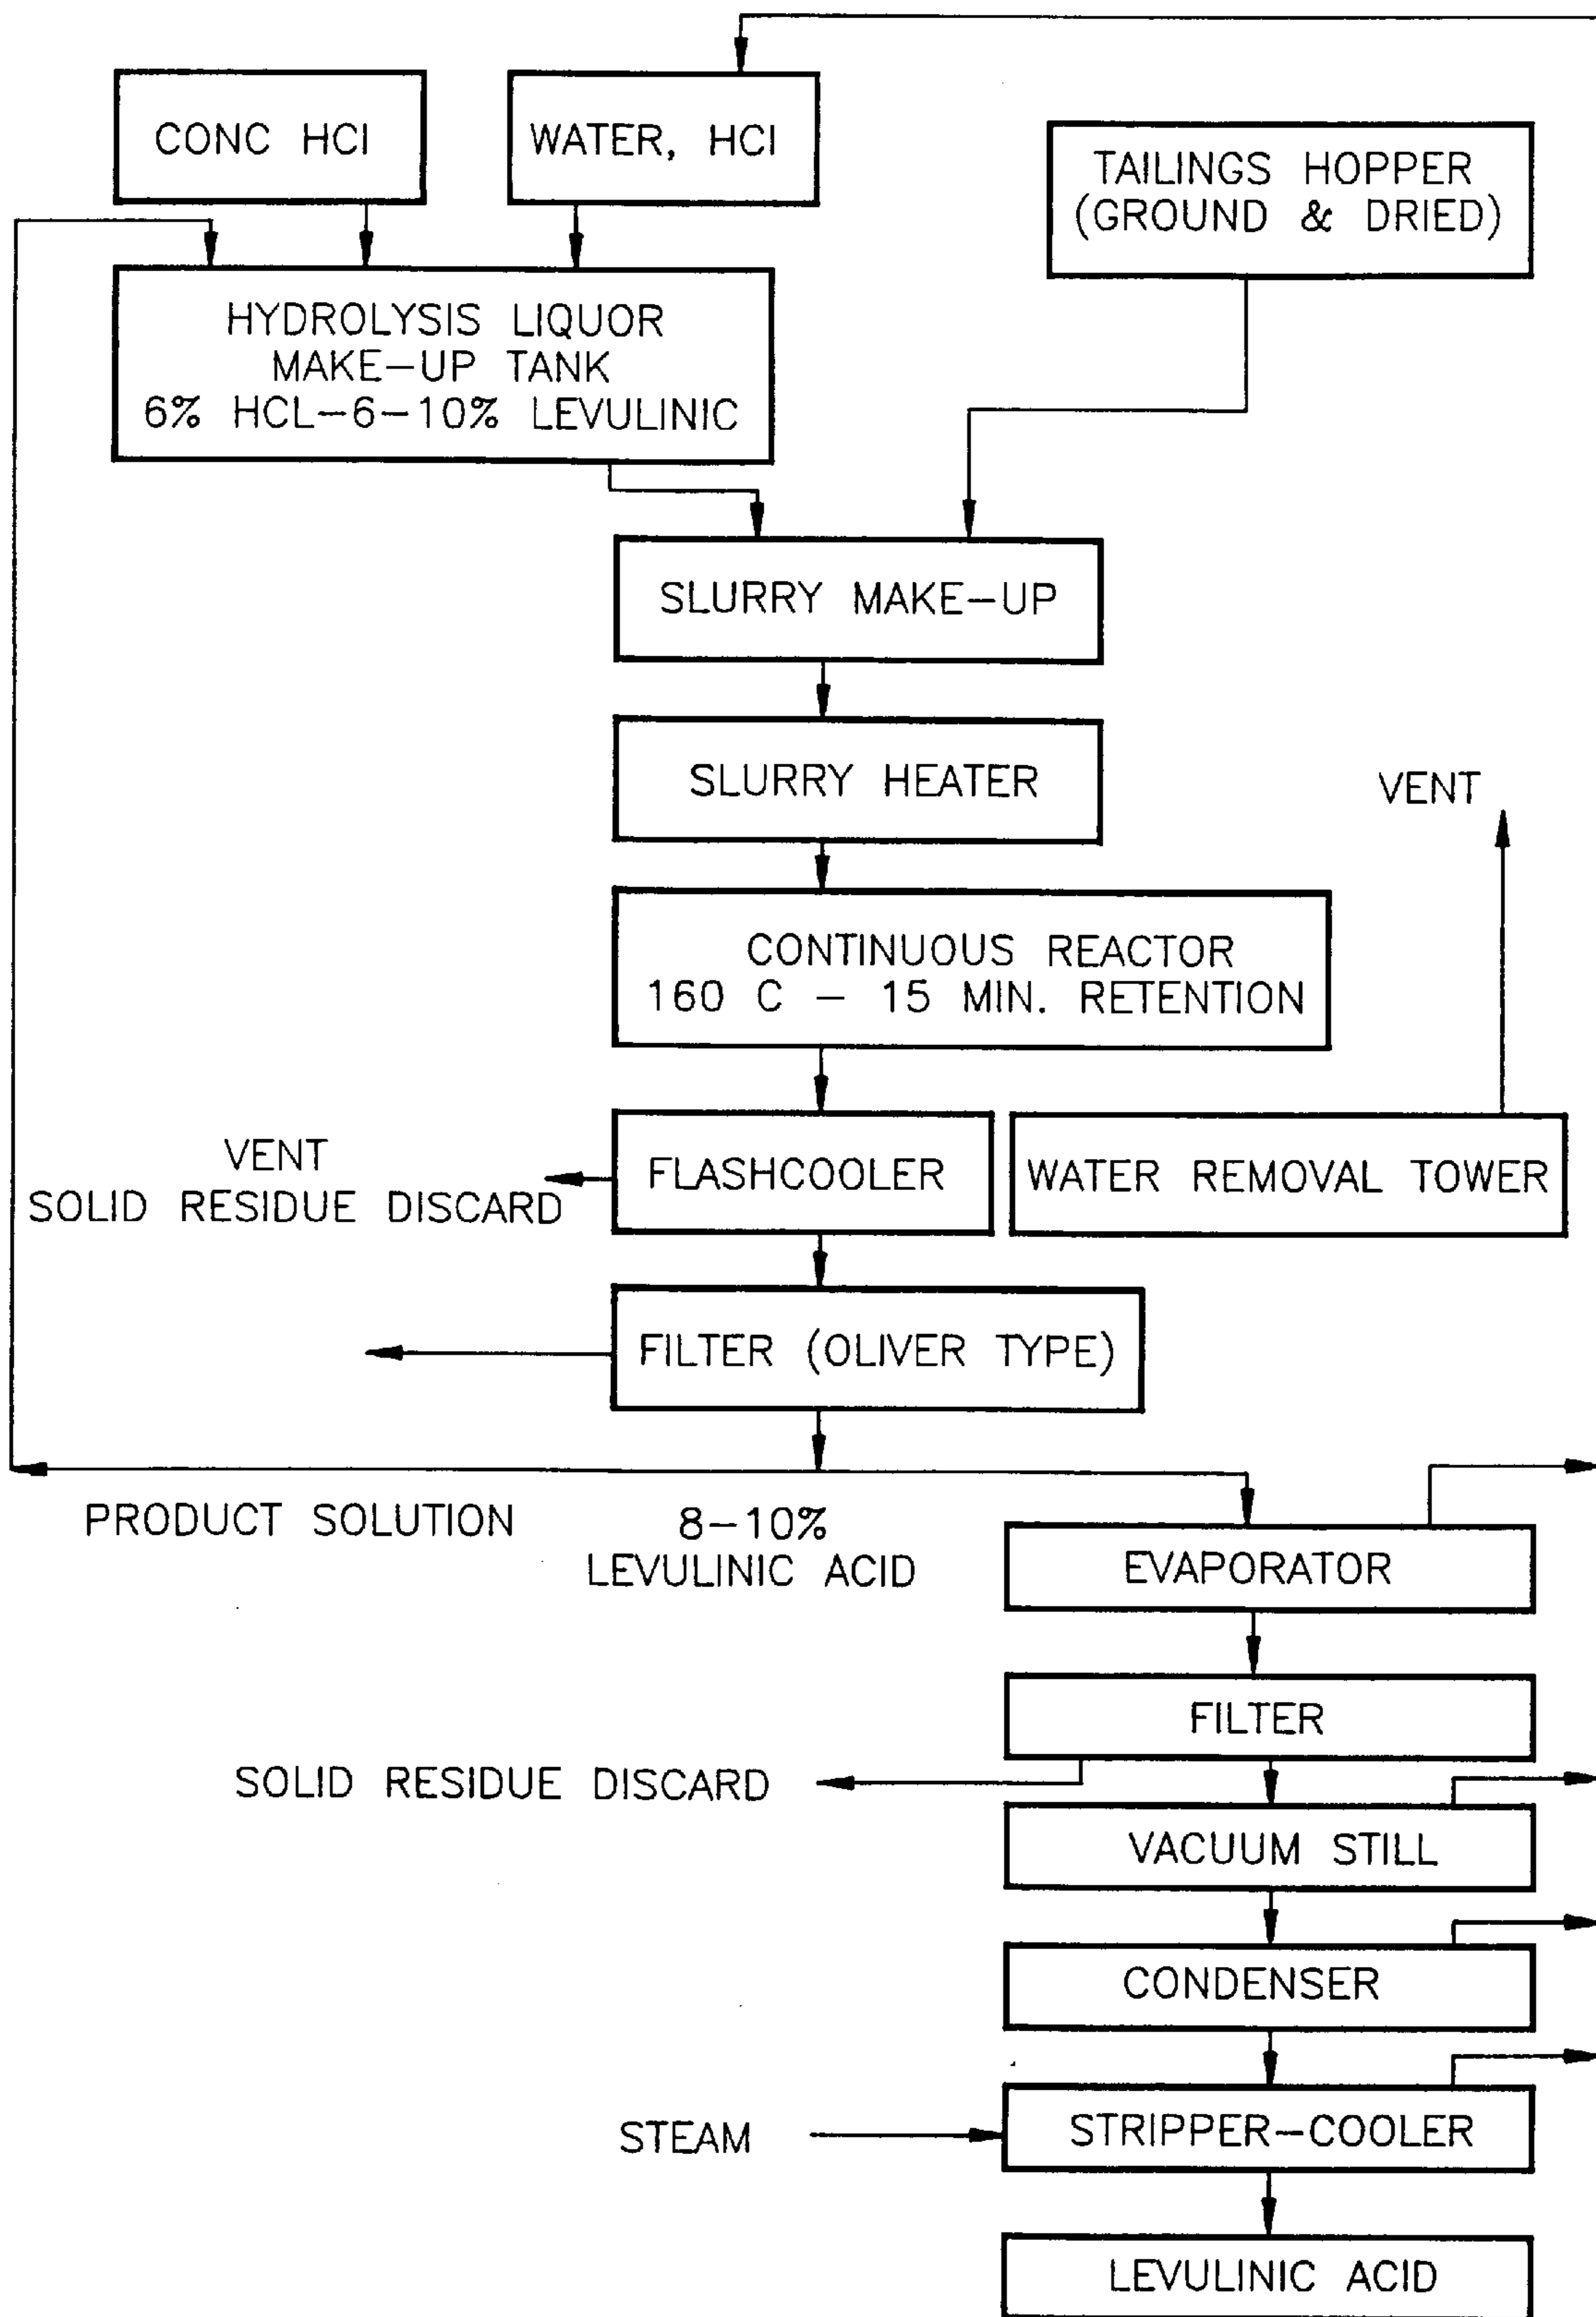 CONC HCl
WATER, HCl
TAILINGS HOPPER
(GROUND & DRIED)
HYDROLYSIS LIQUOR
MAKE-UP TANK
6% HCL-6-10% LEVULINIC
SLURRY MAKE-UP
SLURRY HEATER
VENT
CONTINUOUS REACTOR
160 C - 15 MIN. RETENTION
VENT
SOLID RESIDUE DISCARD
FLASHCOOLER
WATER REMOVAL TOWER
FILTER (OLIVER TYPE)
PRODUCT SOLUTION
8-10%
LEVULINIC ACID
EVAPORATOR
FILTER
SOLID RESIDUE DISCARD
VACUUM STILL
CONDENSER
STEAM
STRIPPER-COOLER
LEVULINIC ACID